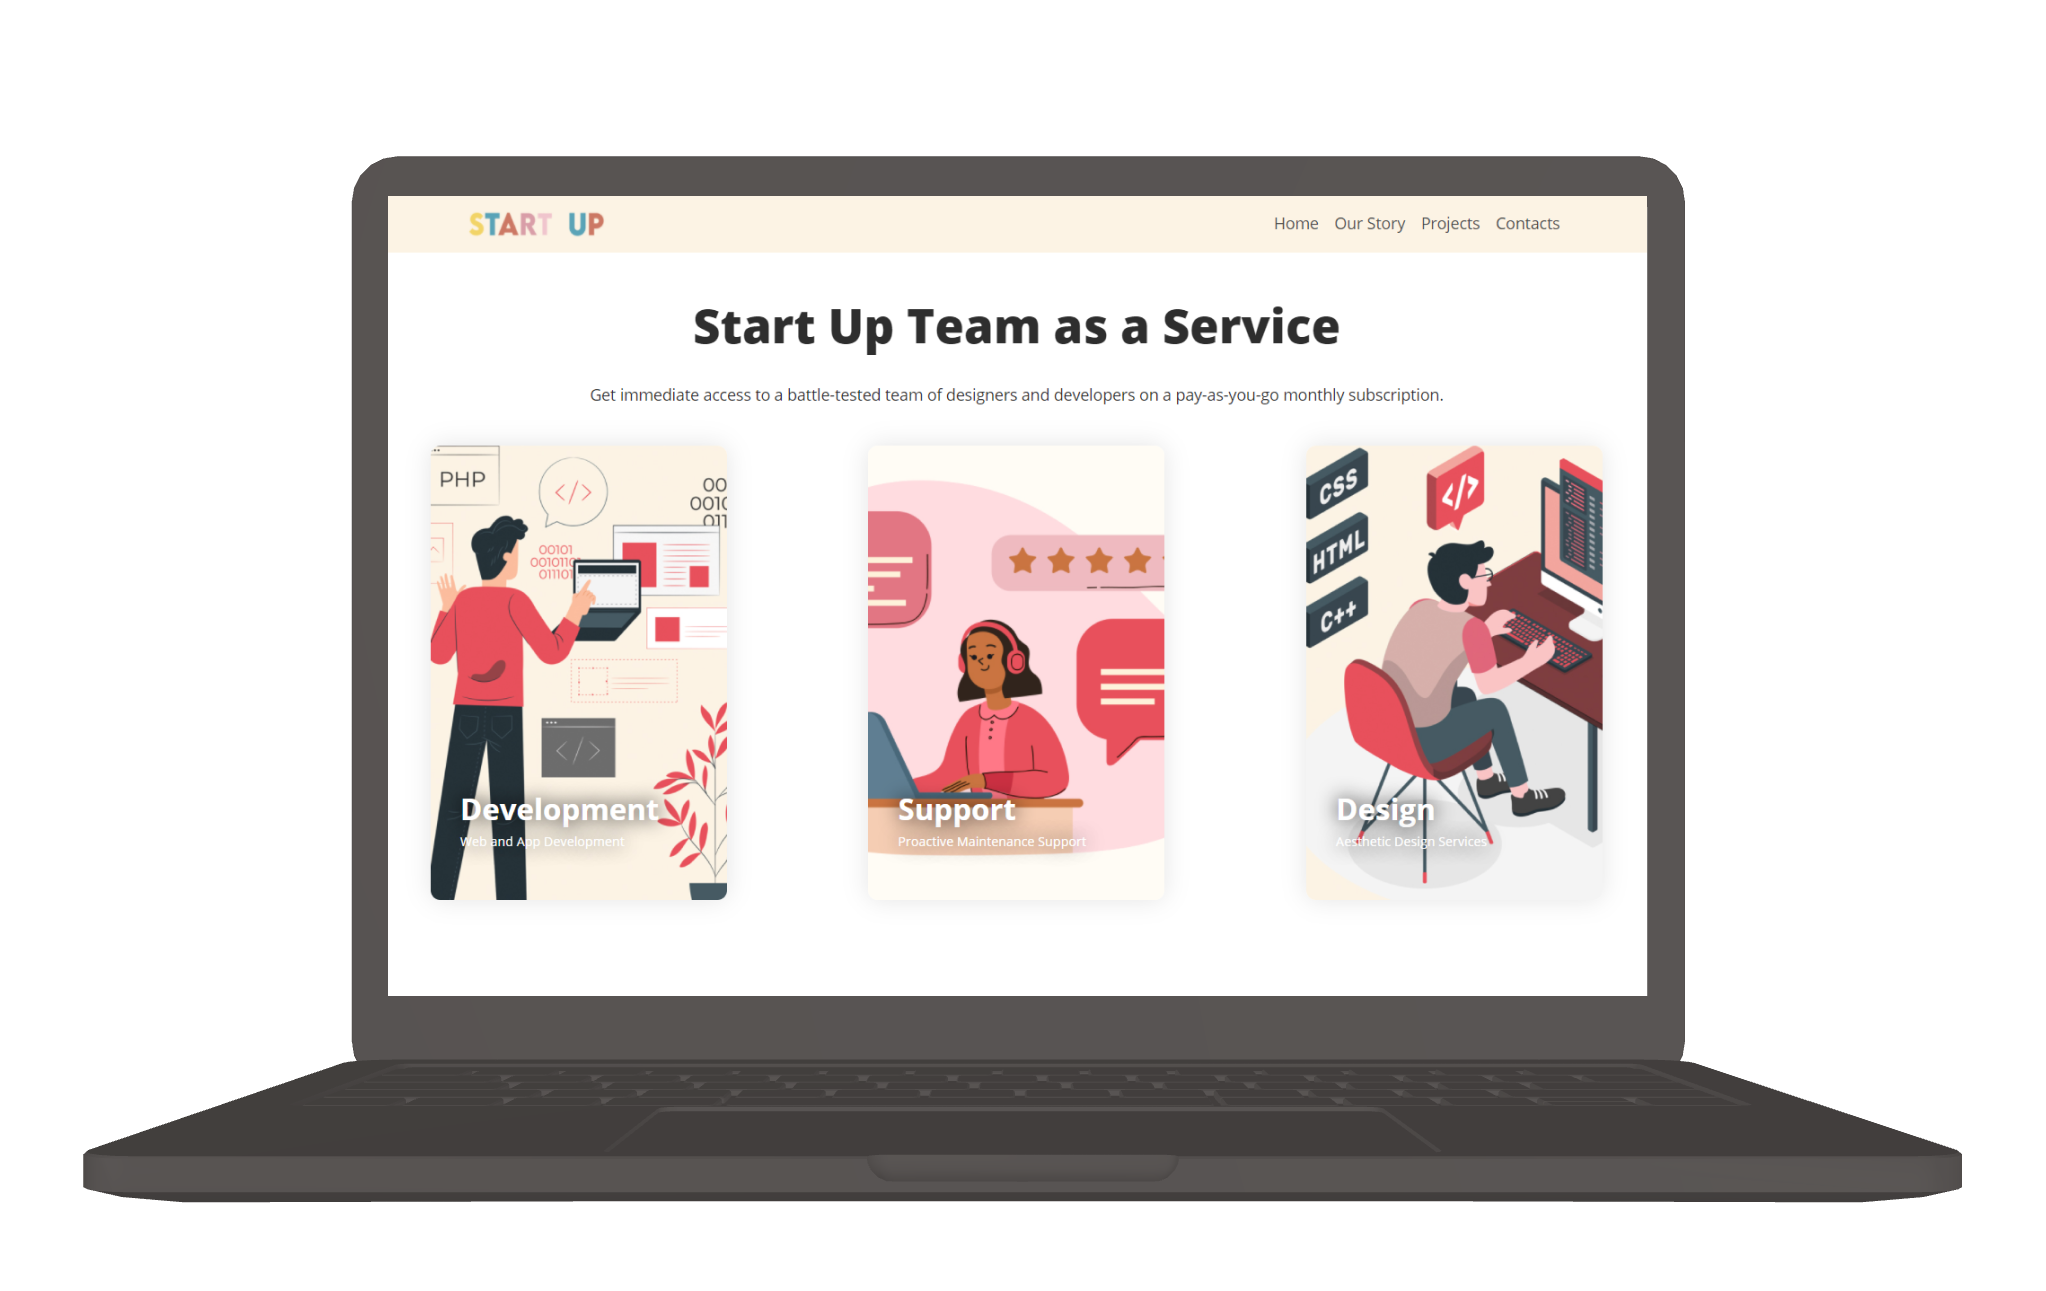 START UP
Home Our Story Projects Contacts
Start Up Team as a Service
Get immediate access to a battle-tested team of designers and developers on a pay-as-you-go monthly subscription.
PHP
</>
00
0010
011
00101
0010110
011101
</>
Development
Web and App Development
Support
Proactive Maintenance Support
CSS
</>
HTML
C++
Design
Aesthetic Design Services